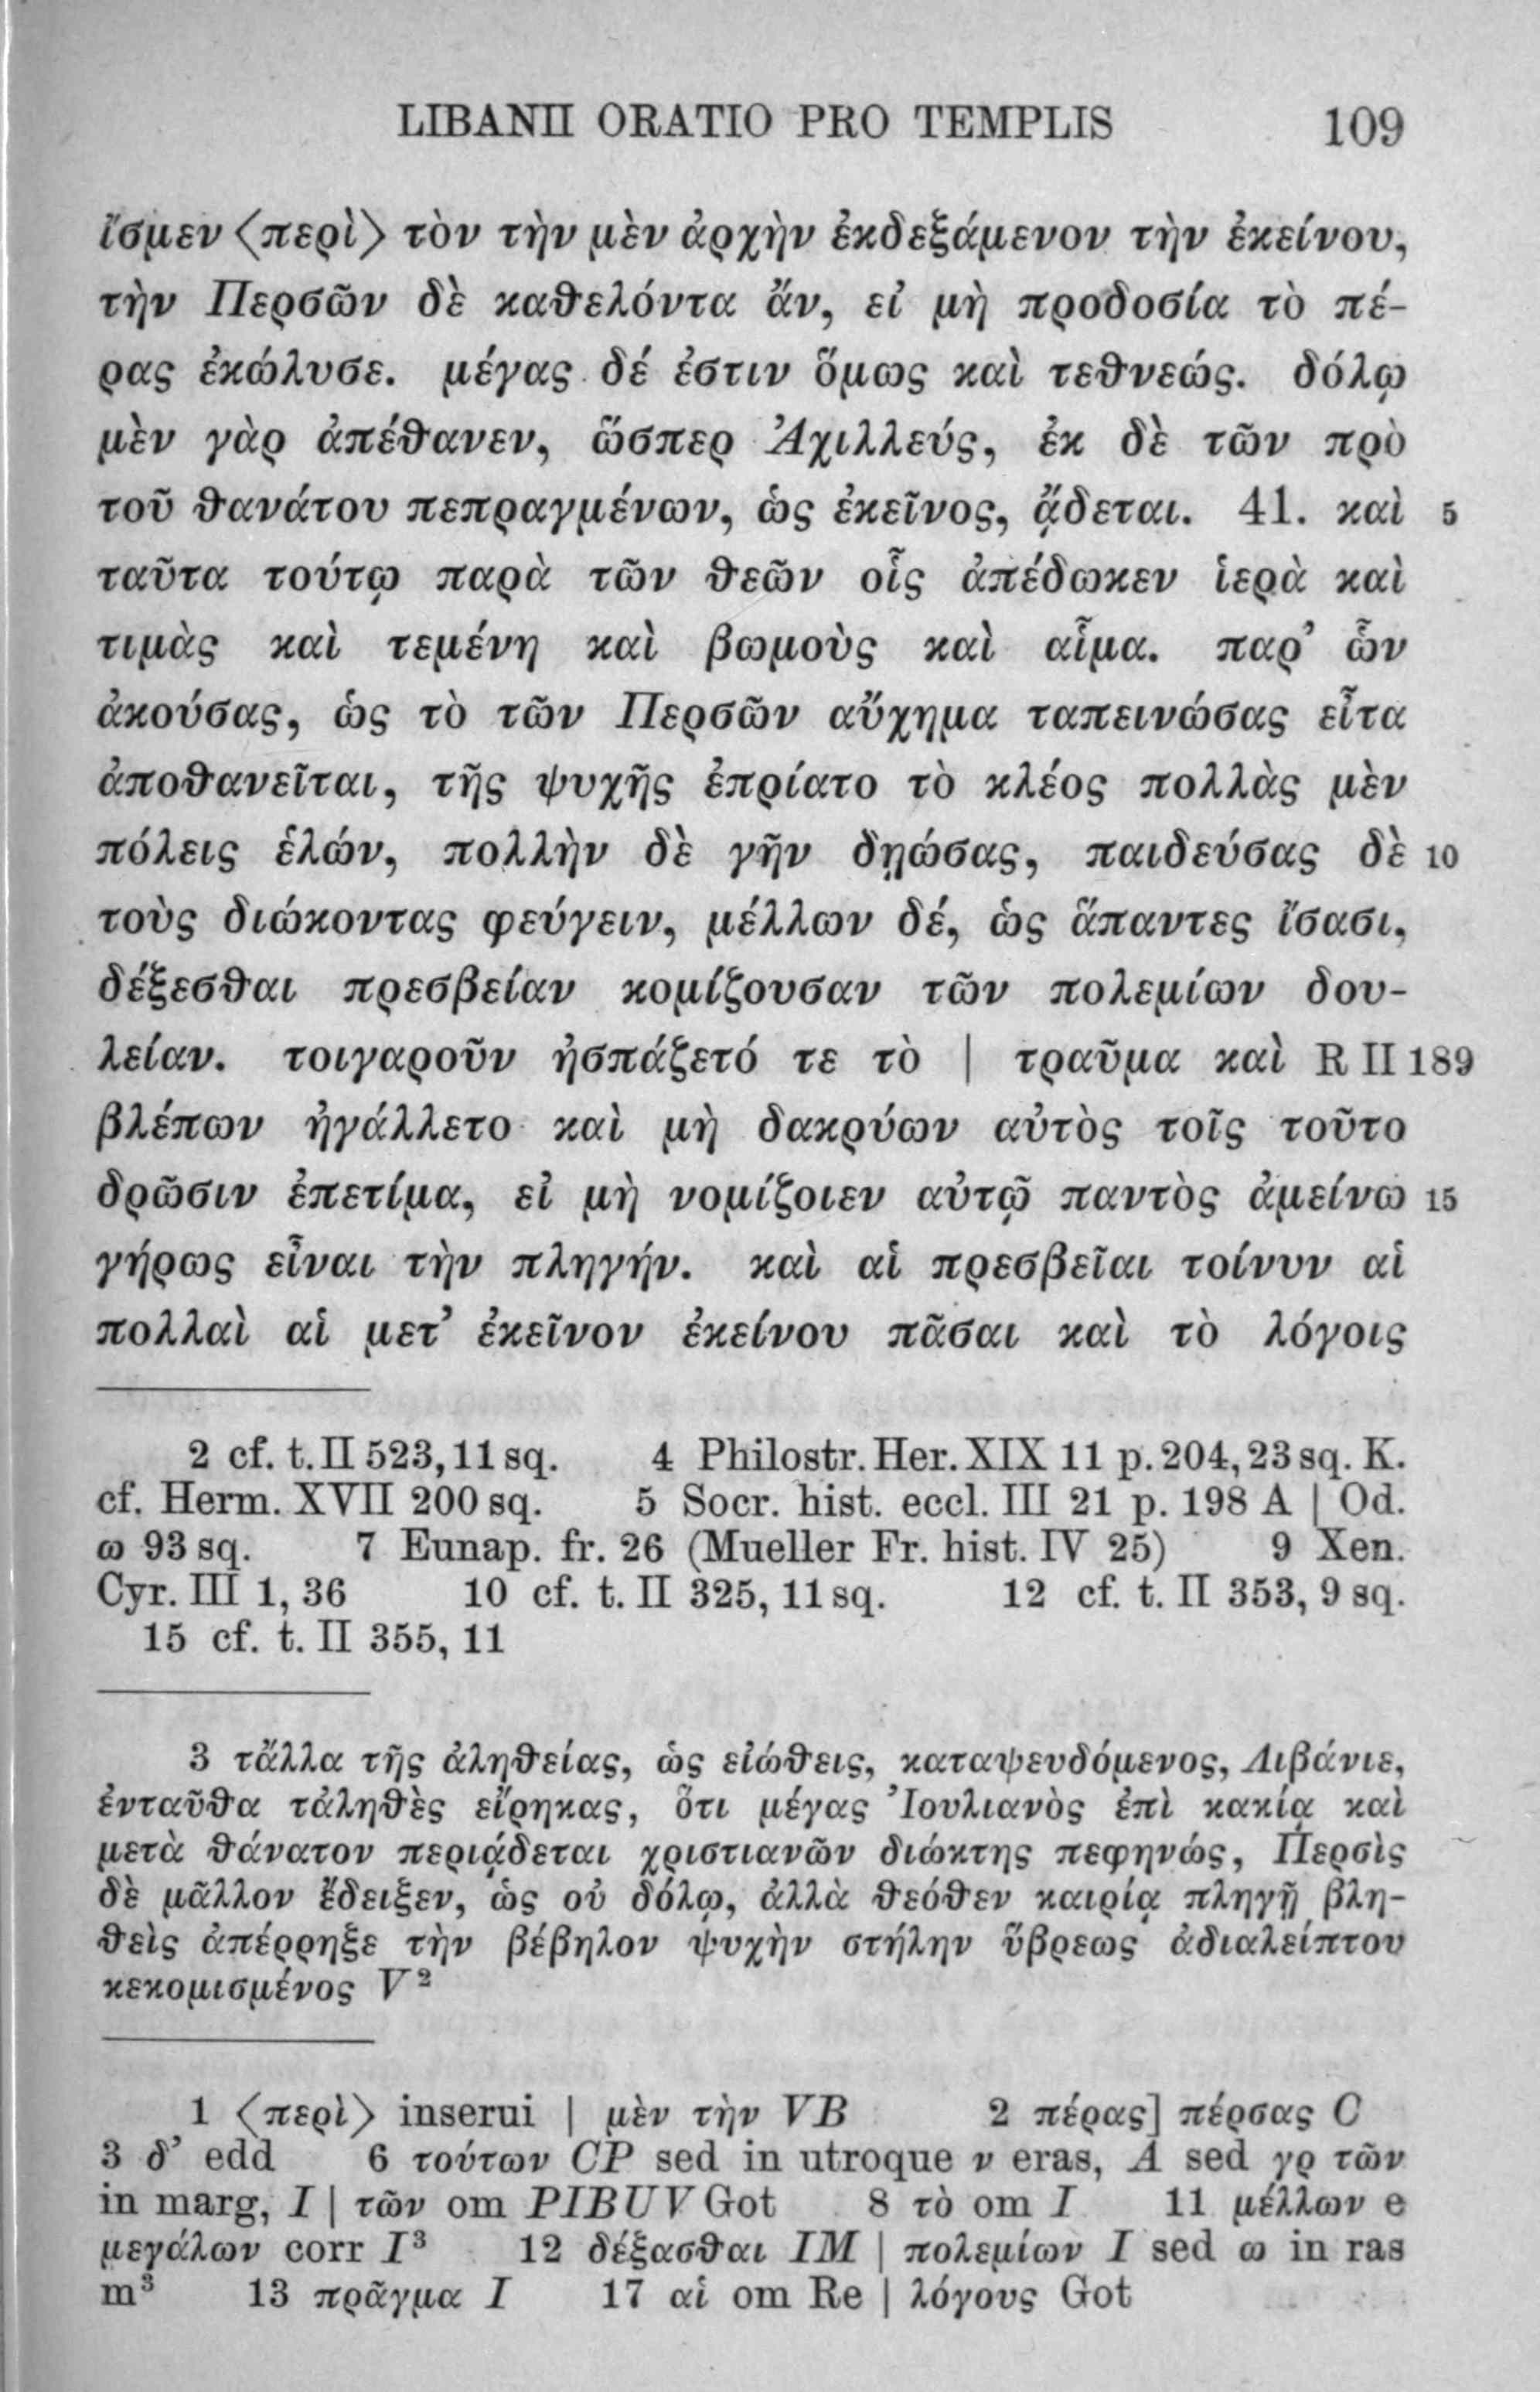 LIBANII ORATIO PRO TEMPLIS 109
ἴσμεν ⟨περὶ⟩ τὸν τὴν μὲν ἀρχὴν ἐκδεξάμενον τὴν ἐκείνου,
τὴν Περσῶν δὲ καθελόντα ἄν, εἰ μὴ προδοσία τὸ πέ-
ρας ἐκώλυσε. μέγας δέ ἐστιν ὅμως καὶ τεθνεώς. δόλῳ
μὲν γὰρ ἀπέθανεν, ὥσπερ Ἀχιλλεύς, ἐκ δὲ τῶν πρὸ
τοῦ θανάτου πεπραγμένων, ὡς ἐκεῖνος, ᾄδεται. 41. καὶ 5
ταῦτα τούτῳ παρὰ τῶν θεῶν οἷς ἀπέδωκεν ἱερὰ καὶ
τιμὰς καὶ τεμένη καὶ βωμοὺς καὶ αἷμα. παρ’ ὧν
ἀκούσας, ὡς τὸ τῶν Περσῶν αὔχημα ταπεινώσας εἶτα
ἀποθανεῖται, τῆς ψυχῆς ἐπρίατο τὸ κλέος πολλὰς μὲν
πόλεις ἑλών, πολλὴν δὲ γῆν δῃώσας, παιδεύσας δὲ 10
τοὺς διώκοντας φεύγειν, μέλλων δέ, ὡς ἅπαντες ἴσασι,
δέξεσθαι πρεσβείαν κομίζουσαν τῶν πολεμίων δου-
λείαν. τοιγαροῦν ἠσπάζετό τε τὸ | τραῦμα καὶ R II 189
βλέπων ἠγάλλετο καὶ μὴ δακρύων αὐτὸς τοῖς τοῦτο
δρῶσιν ἐπετίμα, εἰ μὴ νομίζοιεν αὐτῷ παντὸς ἀμείνω 15
γήρως εἶναι τὴν πληγήν. καὶ αἱ πρεσβεῖαι τοίνυν αἱ
πολλαὶ αἱ μετ’ ἐκεῖνον ἐκείνου πᾶσαι καὶ τὸ λόγοις
2 cf. t. II 523, 11 sq. 4 Philostr. Her. XIX 11 p. 204, 23 sq. K.
cf. Herm. XVII 200 sq. 5 Socr. hist. eccl. III 21 p. 198 A | Od.
ω 93 sq. 7 Eunap. fr. 26 (Mueller Fr. hist. IV 25) 9 Xen.
Cyr. III 1, 36 10 cf. t. II 325, 11 sq. 12 cf. t. II 353, 9 sq.
15 cf. t. II 355, 11
3 τἄλλα τῆς ἀληθείας, ὡς εἰώθεις, καταψευδόμενος, Λιβάνιε,
ἐνταῦθα τἀληθὲς εἴρηκας, ὅτι μέγας Ἰουλιανὸς ἐπὶ κακίᾳ καὶ
μετὰ θάνατον περιᾴδεται χριστιανῶν διώκτης πεφηνώς, Περσὶς
δὲ μᾶλλον ἔδειξεν, ὡς οὐ δόλῳ, ἀλλὰ θεόθεν καιρίᾳ πληγῇ βλη-
θεὶς ἀπέρρηξε τὴν βέβηλον ψυχὴν στήλην ὕβρεως ἀδιαλείπτου
κεκομισμένος V²
1 ⟨περὶ⟩ inserui | μὲν τὴν VB 2 πέρας] πέρσας C
3 δ’ edd 6 τούτων CP sed in utroque ν eras, A sed γρ τῶν
in marg, I | τῶν om PIBUV Got 8 τὸ om I 11 μέλλων e
μεγάλων corr I³ 12 δέξασθαι IM | πολεμίων I sed ω in ras
m³ 13 πρᾶγμα I 17 αἱ om Re | λόγους Got